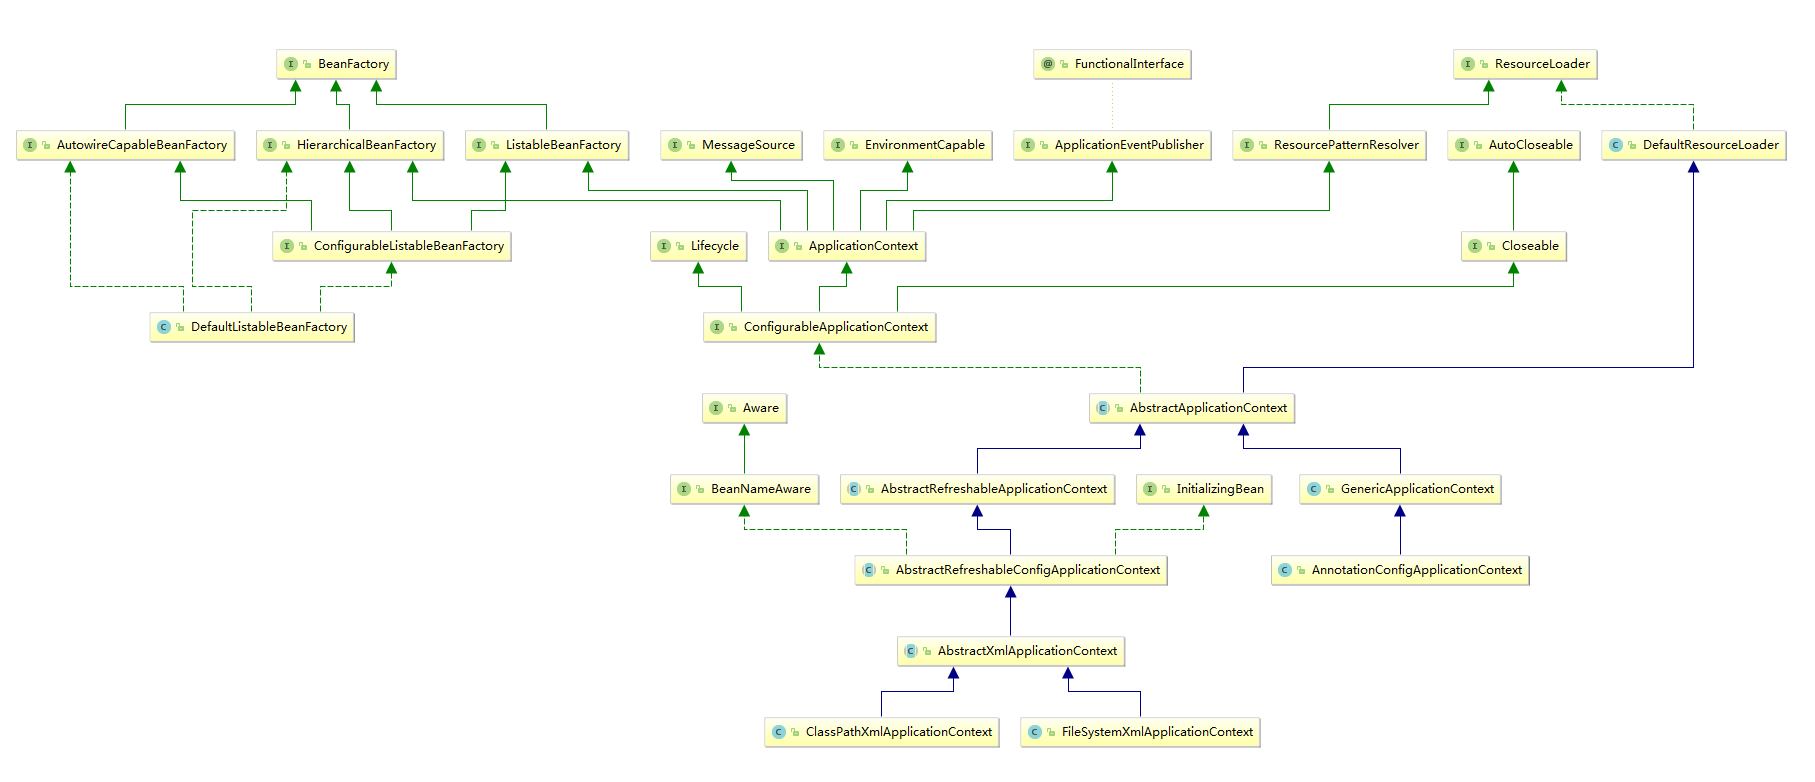 BeanFactory
FunctionalInterface
ResourceLoader
AutowireCapableBeanFactory
HierarchicalBeanFactory
ListableBeanFactory
MessageSource
EnvironmentCapable
ApplicationEventPublisher
ResourcePatternResolver
AutoCloseable
DefaultResourceLoader
ConfigurableListableBeanFactory
Lifecycle
ApplicationContext
Closeable
DefaultListableBeanFactory
ConfigurableApplicationContext
Aware
AbstractApplicationContext
BeanNameAware
AbstractRefreshableApplicationContext
InitializingBean
GenericApplicationContext
AbstractRefreshableConfigApplicationContext
AnnotationConfigApplicationContext
AbstractXmlApplicationContext
ClassPathXmlApplicationContext
FileSystemXmlApplicationContext